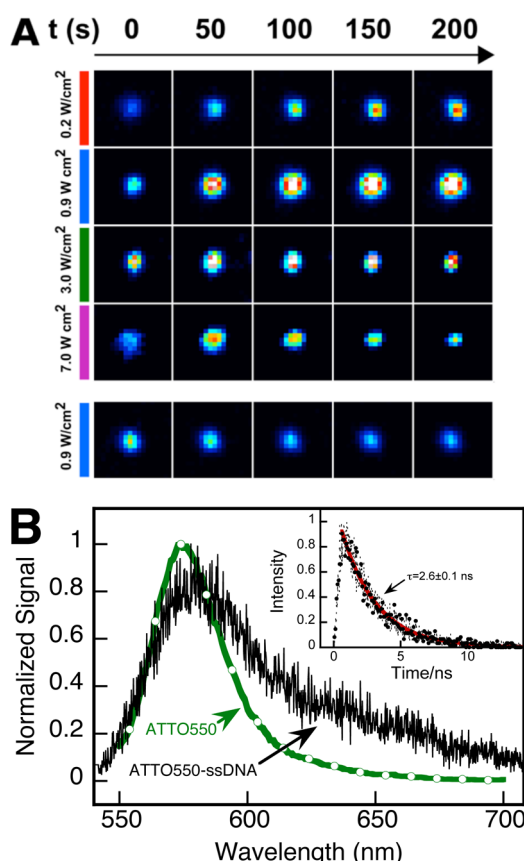 A t (s) 0 50 100 150 200
0.2 W/cm²
0.9 W cm²
3.0 W/cm²
7.0 W cm²
0.9 W/cm²
B
Normalized Signal
1
0.8
0.6
0.4
0.2
0
550 600 650 700
Wavelength (nm)
ATTO550
ATTO550-ssDNA
Intensity
1
0.8
0.6
0.4
0.2
0
0 5 10
Time/ns
τ=2.6±0.1 ns